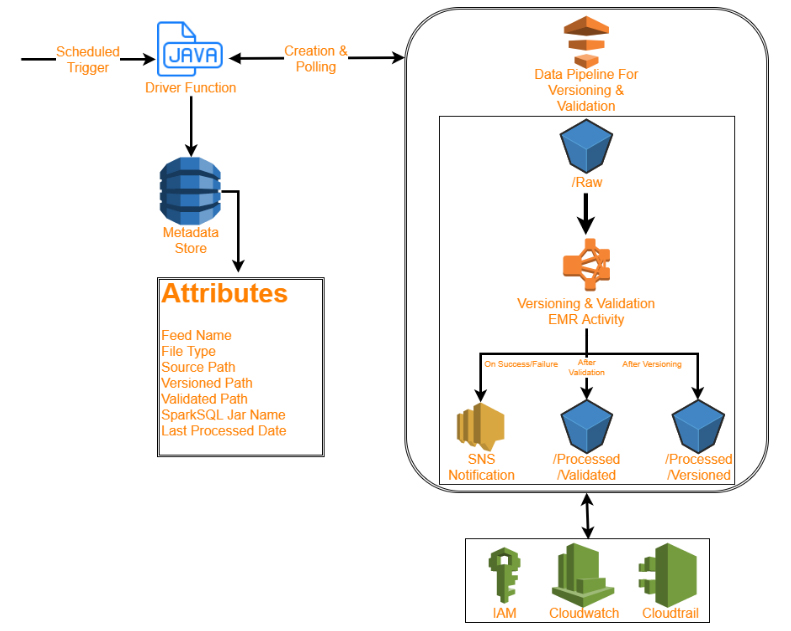 Scheduled
Trigger
JAVA
Driver Function
Creation &
Polling
Data Pipeline For
Versioning &
Validation
/Raw
Metadata
Store
Attributes
Feed Name
File Type
Source Path
Versioned Path
Validated Path
SparkSQL Jar Name
Last Processed Date
Versioning & Validation
EMR Activity
On Success/Failure
After
Validation
After Versioning
SNS
Notification
/Processed
/Validated
/Processed
/Versioned
IAM
Cloudwatch
Cloudtrail